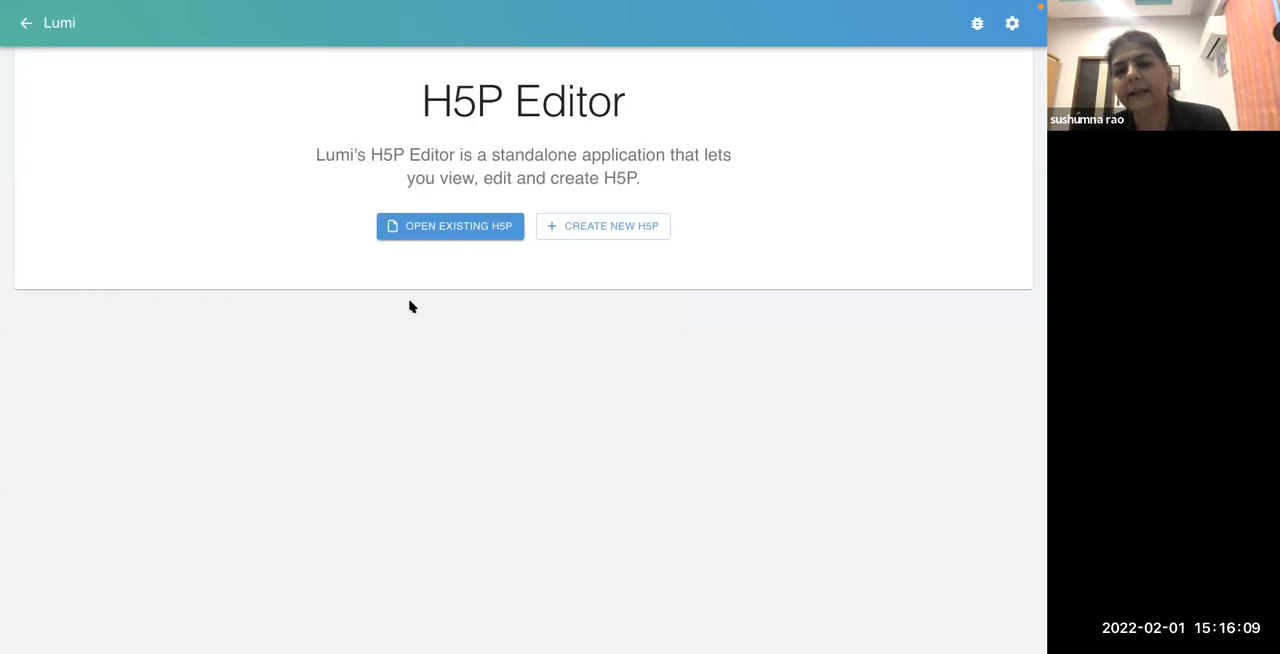 Lumi
H5P Editor
Lumi's H5P Editor is a standalone application that lets
you view, edit and create H5P.
OPEN EXISTING H5P
CREATE NEW H5P
sushumna rao
2022-02-01 15:16:09